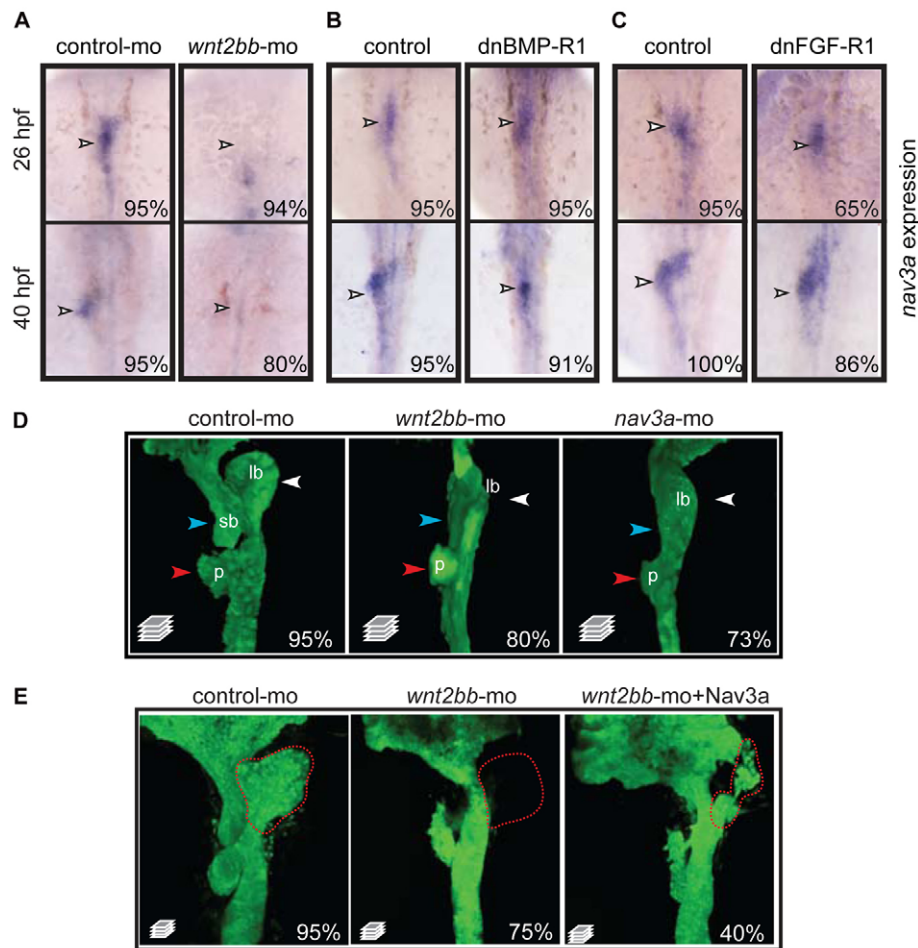 A
B
C
control-mo wnt2bb-mo
control dnBMP-R1
control dnFGF-R1
26 hpf
95% 94% 95% 95% 95% 65%
40 hpf
95% 80% 95% 91% 100% 86%
nav3a expression
D
control-mo wnt2bb-mo nav3a-mo
lb lb lb
sb
p p p
95% 80% 73%
E
control-mo wnt2bb-mo wnt2bb-mo+Nav3a
95% 75% 40%